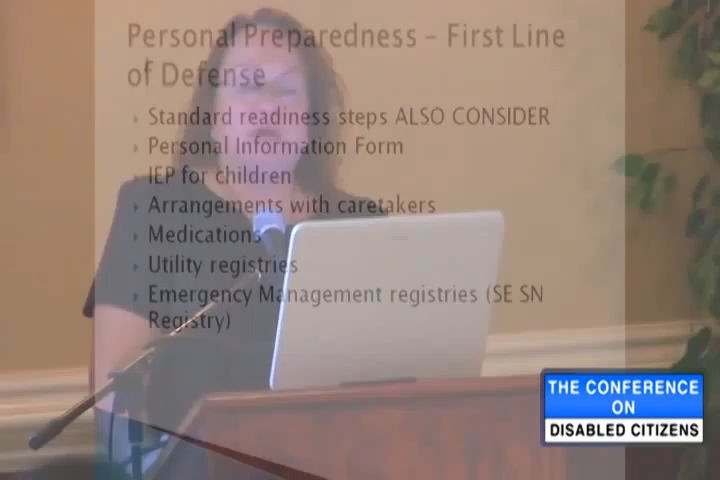 Personal Preparedness – First Line
of Defense
Standard readiness steps ALSO CONSIDER
Personal Information Form
IEP for children
Arrangements with caretakers
Medications
Utility registries
Emergency Management registries (SE SN
Registry)
THE CONFERENCE
ON
DISABLED CITIZENS